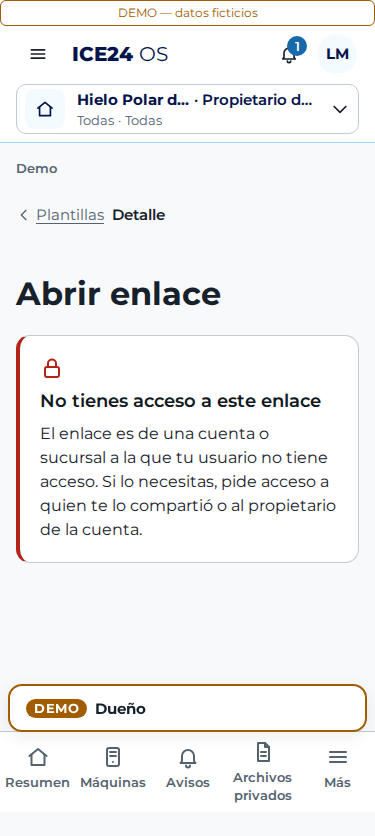 DEMO — datos ficticios
ICE24 OS
1
LM
Hielo Polar d... · Propietario d...
Todas · Todas
Demo
Plantillas Detalle
Abrir enlace
No tienes acceso a este enlace
El enlace es de una cuenta o
sucursal a la que tu usuario no tiene
acceso. Si lo necesitas, pide acceso a
quien te lo compartió o al propietario
de la cuenta.
DEMO Dueño
Resumen
Máquinas
Avisos
Archivos
privados
Más